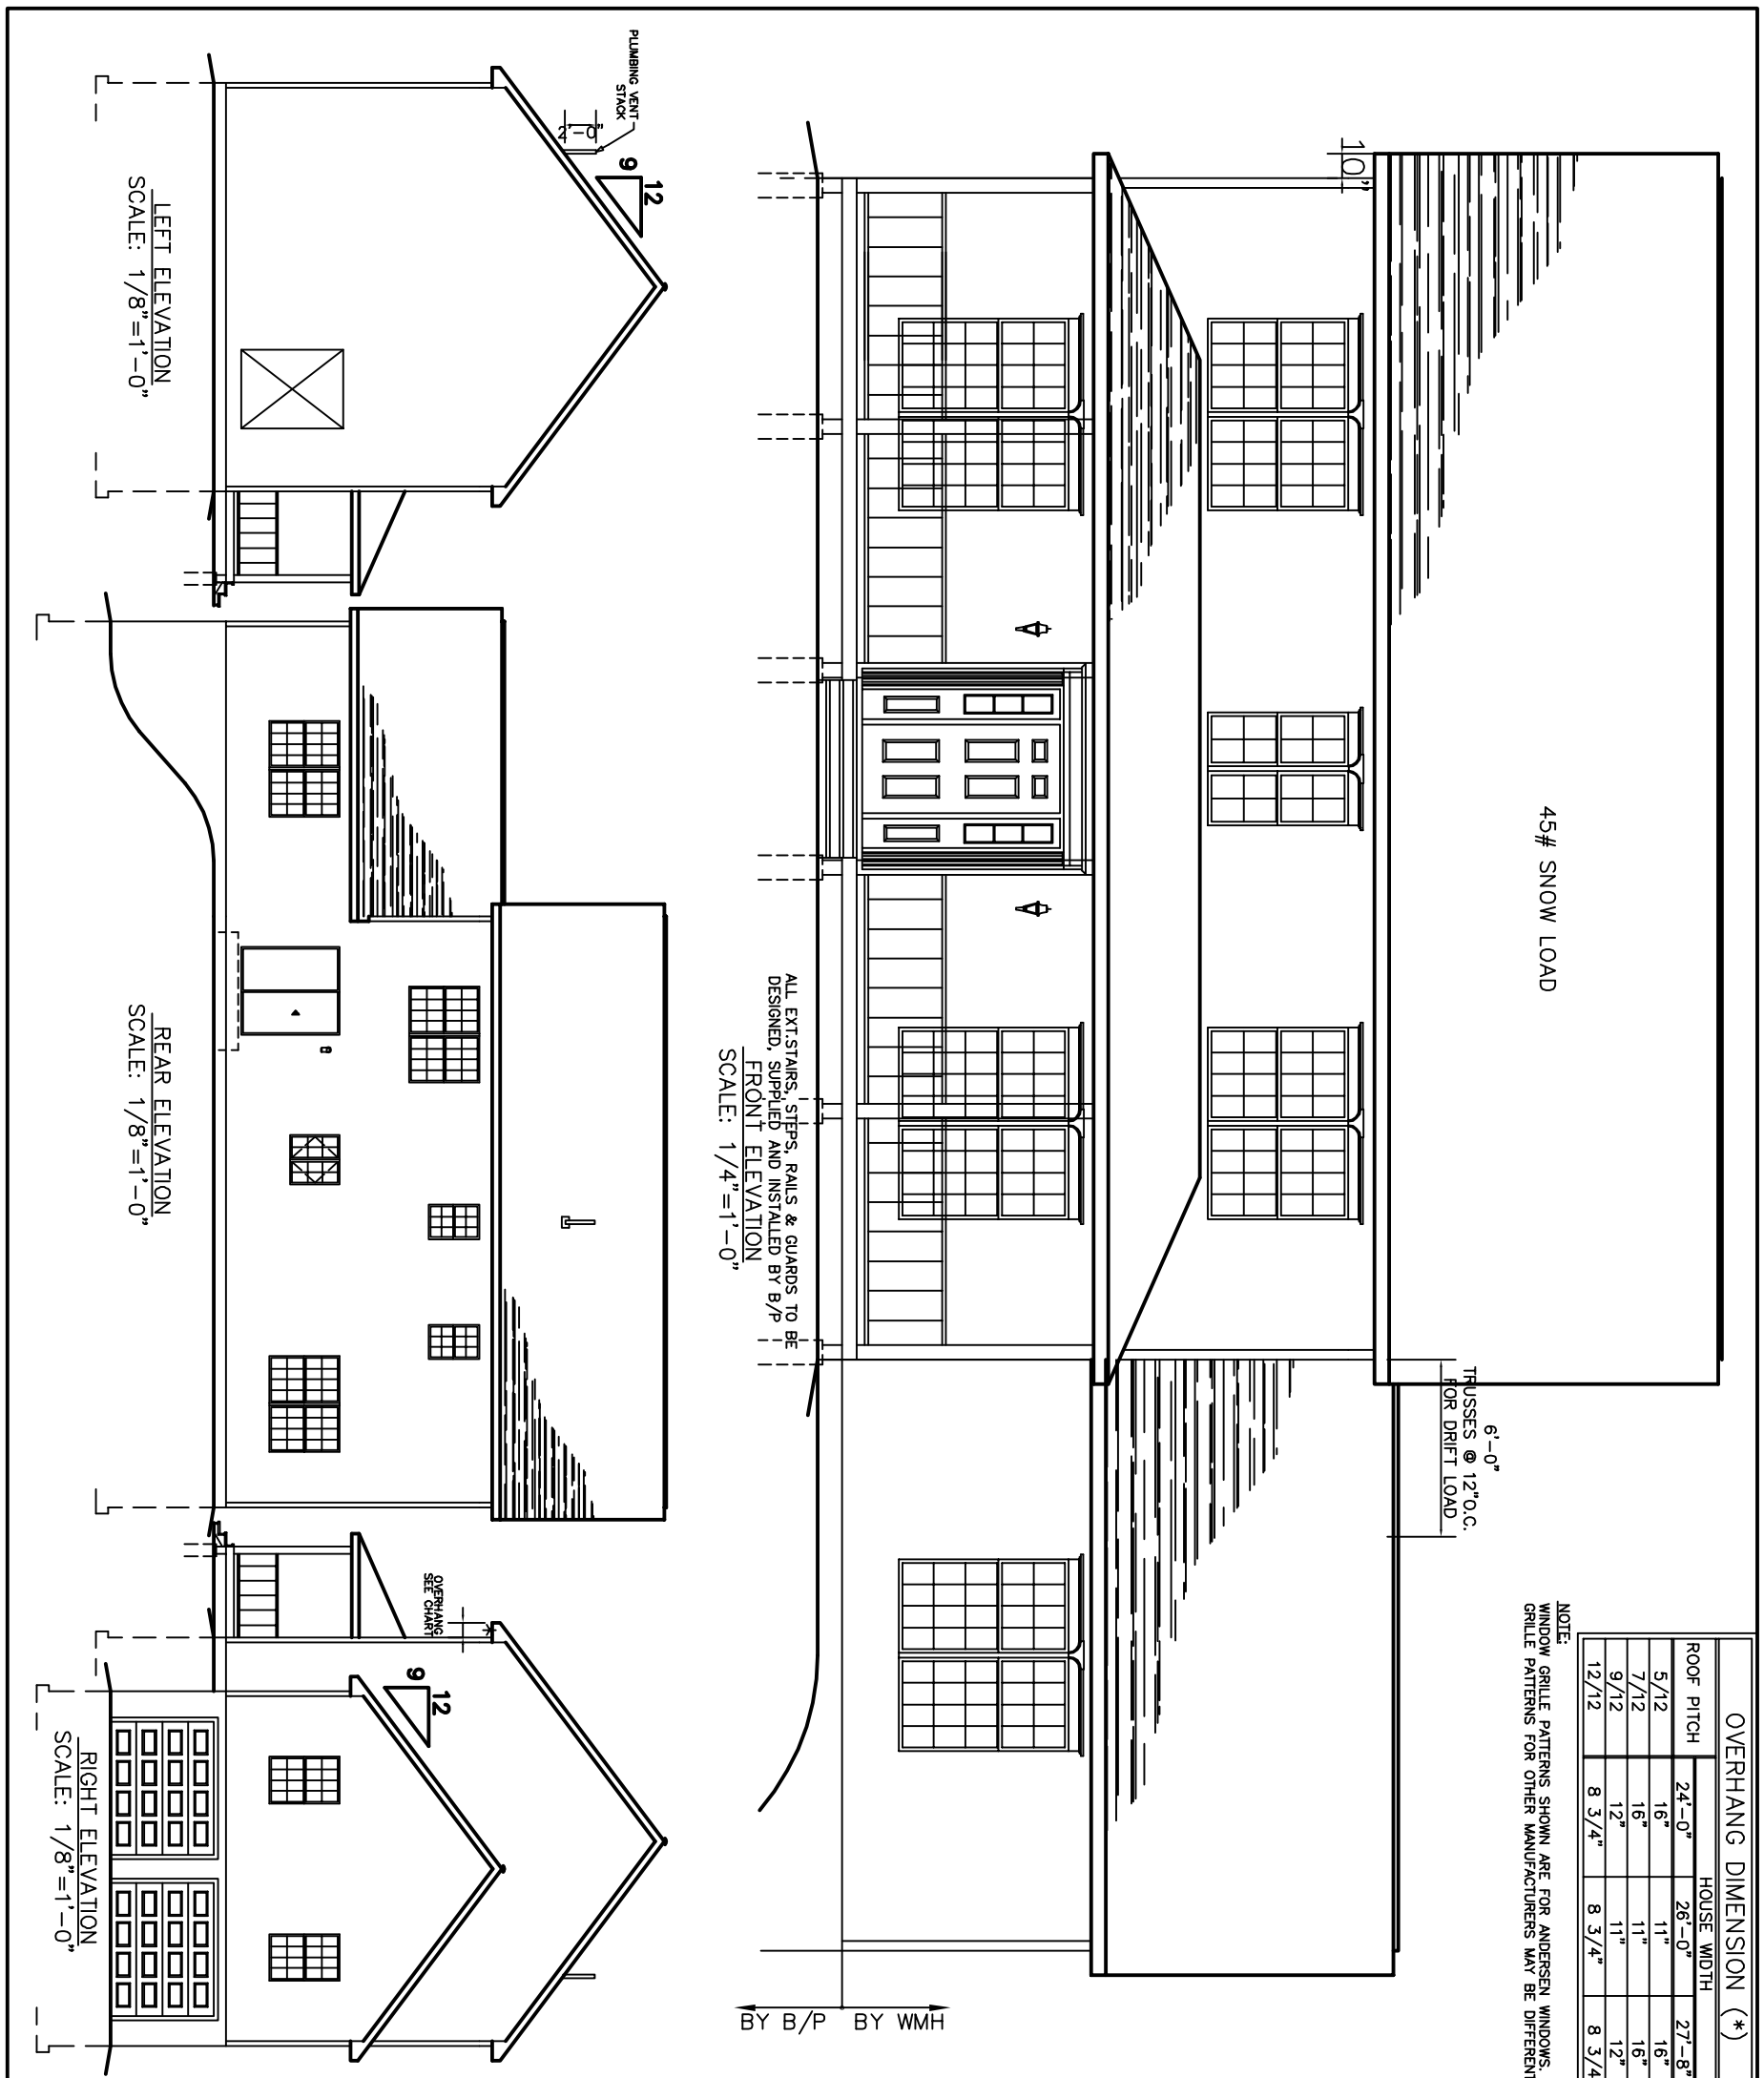 OVERHANG DIMENSION (*)
HOUSE WIDTH
ROOF PITCH 24'-0" 26'-0" 27'-8"
5/12 16" 11" 16"
7/12 16" 11" 16"
9/12 12" 11" 12"
12/12 8 3/4" 8 3/4" 8 3/4
NOTE:
WINDOW GRILLE PATTERNS SHOWN ARE FOR ANDERSEN WINDOWS.
GRILLE PATTERNS FOR OTHER MANUFACTURERS MAY BE DIFFERENT
45# SNOW LOAD
6'-0"
TRUSSES @ 12"O.C.
FOR DRIFT LOAD
10"
ALL EXT.STAIRS, STEPS, RAILS & GUARDS TO BE
DESIGNED, SUPPLIED AND INSTALLED BY B/P
FRONT ELEVATION
SCALE: 1/4"=1'-0"
BY WMH
BY B/P
PLUMBING VENT
STACK
2'-0"
12
9
LEFT ELEVATION
SCALE: 1/8"=1'-0"
REAR ELEVATION
SCALE: 1/8"=1'-0"
OVERHANG
SEE CHART
*
12
9
RIGHT ELEVATION
SCALE: 1/8"=1'-0"